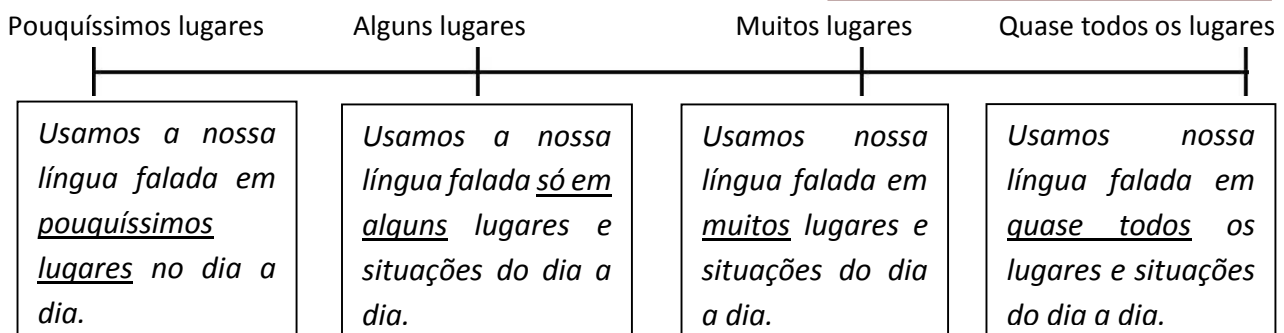 Pouquíssimos lugares
Alguns lugares
Muitos lugares
Quase todos os lugares
Usamos a nossa
língua falada em
pouquíssimos
lugares no dia a
dia.
Usamos a nossa
língua falada só em
alguns lugares e
situações do dia a
dia.
Usamos nossa
língua falada em
muitos lugares e
situações do dia
a dia.
Usamos nossa
língua falada em
quase todos os
lugares e situações
do dia a dia.